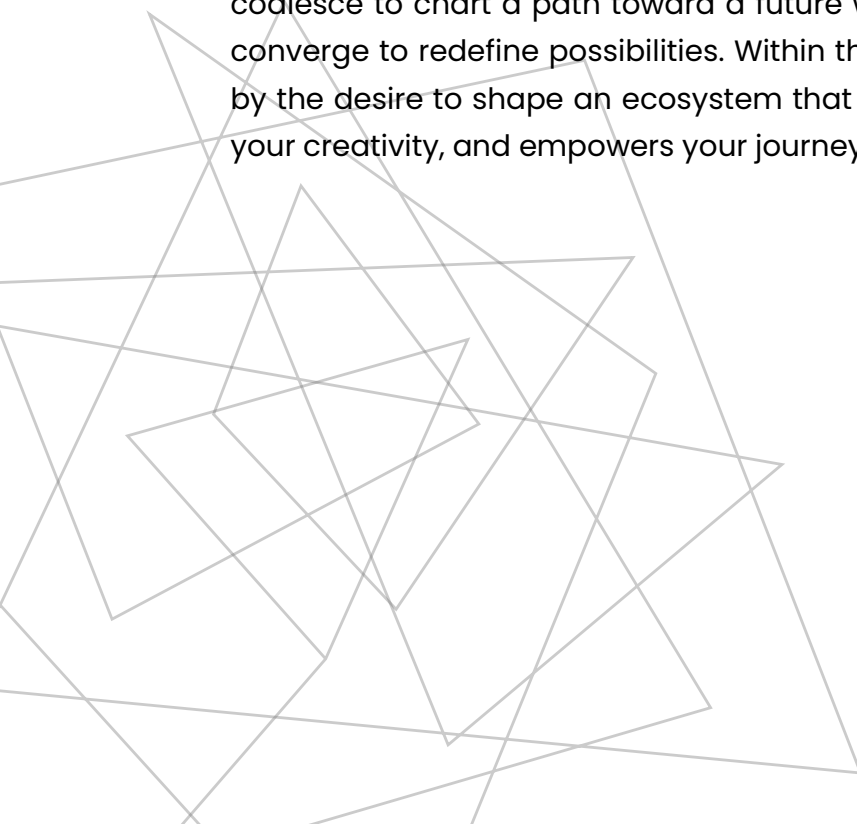 coalesce to chart a path toward a future
converge to redefine possibilities. Within
by the desire to shape an ecosystem that
your creativity, and empowers your journey